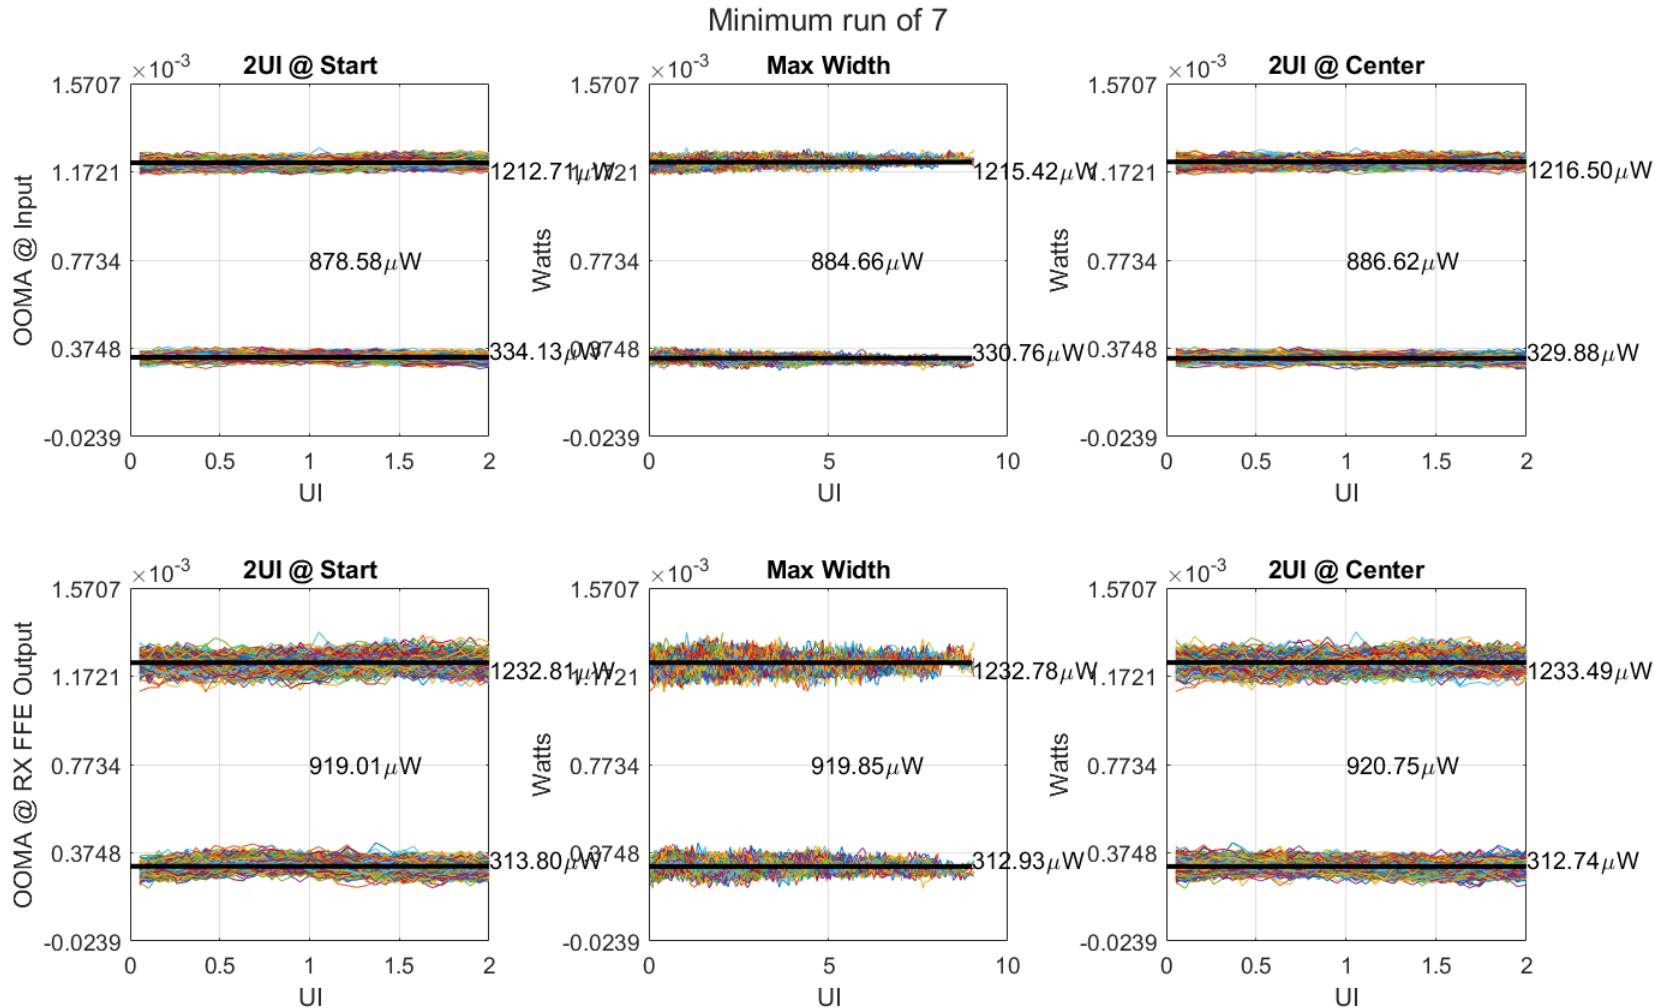 Minimum run of 7
2UI @ Start
×10⁻³
1.5707
1.1721
0.7734
0.3748
-0.0239
OOMA @ Input
1212.71μW
878.58μW
334.13μW
0 0.5 1 1.5 2
UI
Max Width
×10⁻³
1.5707
1.1721
0.7734
0.3748
-0.0239
Watts
1215.42μW
884.66μW
330.76μW
0 5 10
UI
2UI @ Center
×10⁻³
1.5707
1.1721
0.7734
0.3748
-0.0239
Watts
1216.50μW
886.62μW
329.88μW
0 0.5 1 1.5 2
UI
2UI @ Start
×10⁻³
1.5707
1.1721
0.7734
0.3748
-0.0239
OOMA @ RX FFE Output
1232.81μW
919.01μW
313.80μW
0 0.5 1 1.5 2
UI
Max Width
×10⁻³
1.5707
1.1721
0.7734
0.3748
-0.0239
Watts
1232.78μW
919.85μW
312.93μW
0 5 10
UI
2UI @ Center
×10⁻³
1.5707
1.1721
0.7734
0.3748
-0.0239
Watts
1233.49μW
920.75μW
312.74μW
0 0.5 1 1.5 2
UI